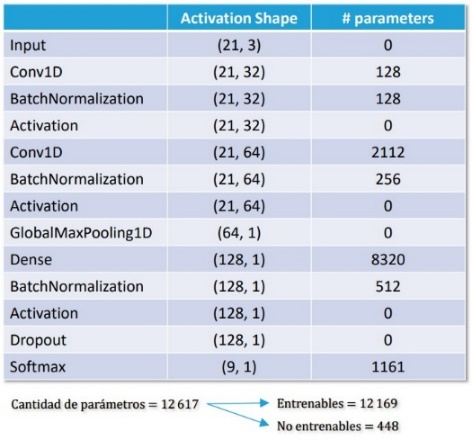 Activation Shape # parameters
Input (21, 3) 0
Conv1D (21, 32) 128
BatchNormalization (21, 32) 128
Activation (21, 32) 0
Conv1D (21, 64) 2112
BatchNormalization (21, 64) 256
Activation (21, 64) 0
GlobalMaxPooling1D (64, 1) 0
Dense (128, 1) 8320
BatchNormalization (128, 1) 512
Activation (128, 1) 0
Dropout (128, 1) 0
Softmax (9, 1) 1161
Cantidad de parámetros = 12 617 Entrenables = 12 169
No entrenables = 448